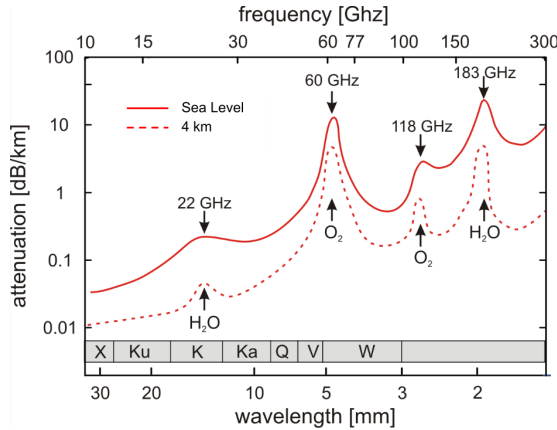 frequency [Ghz]
10 15 30 60 77 100 150 300
100
10
1
0.1
0.01
attenuation [dB/km]
Sea Level
4 km
22 GHz
60 GHz
118 GHz
183 GHz
H2O
O2
O2
H2O
X Ku K Ka Q V W
30 20 10 5 3 2
wavelength [mm]